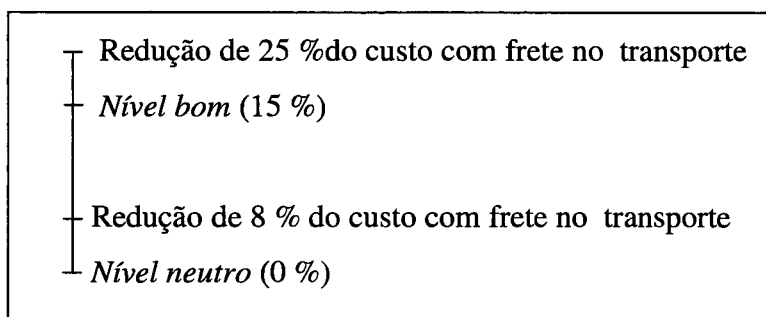 Redução de 25 %do custo com frete no transporte
Nível bom (15 %)
Redução de 8 % do custo com frete no transporte
Nível neutro (0 %)